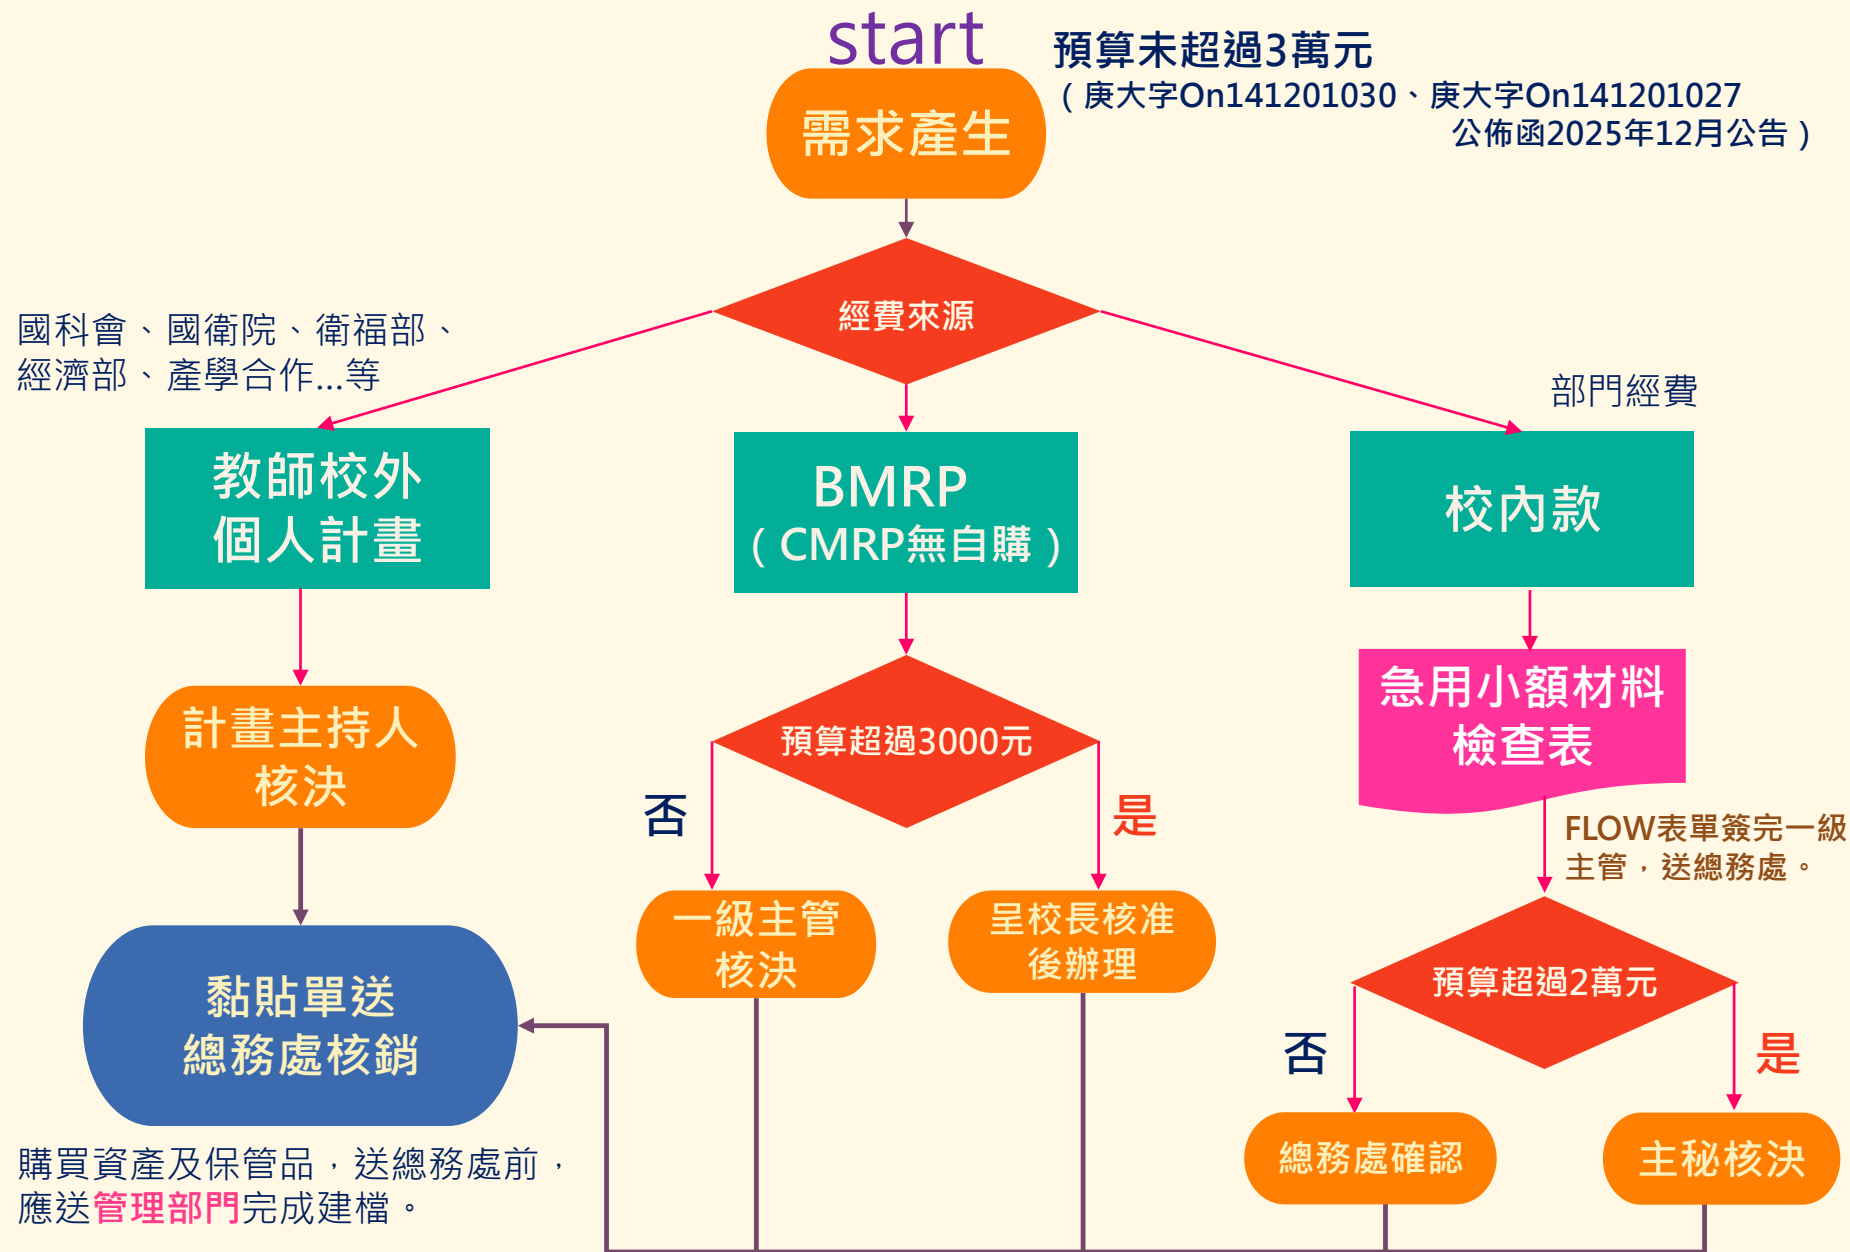 start
預算未超過3萬元
（庚大字On141201030、庚大字On141201027
公佈函2025年12月公告）
需求產生
經費來源
國科會、國衛院、衛福部、
經濟部、產學合作...等
部門經費
教師校外
個人計畫
BMRP
（CMRP無自購）
校內款
計畫主持人
核決
預算超過3000元
急用小額材料
檢查表
否
是
FLOW表單簽完一級
主管，送總務處。
一級主管
核決
呈校長核准
後辦理
預算超過2萬元
黏貼單送
總務處核銷
否
是
總務處確認
主秘核決
購買資產及保管品，送總務處前，
應送管理部門完成建檔。